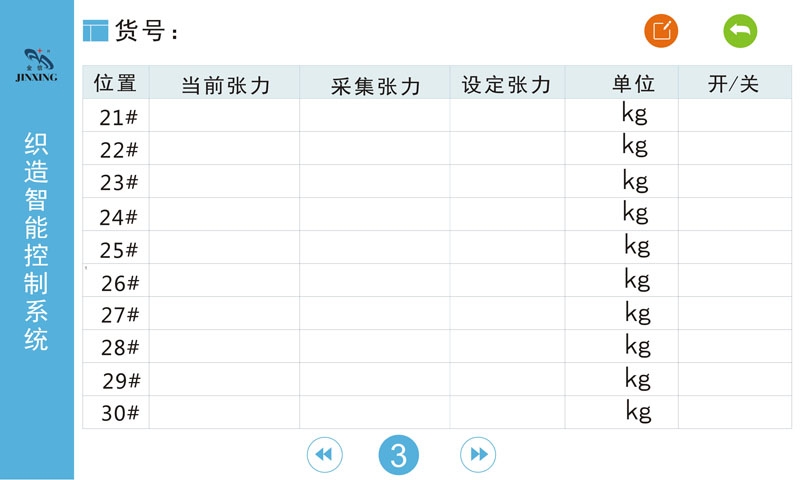 货号：
金信
JINXING
织造智能控制系统
位置 当前张力 采集张力 设定张力 单位 开/关
21# kg
22# kg
23# kg
24# kg
25# kg
26# kg
27# kg
28# kg
29# kg
30# kg
3